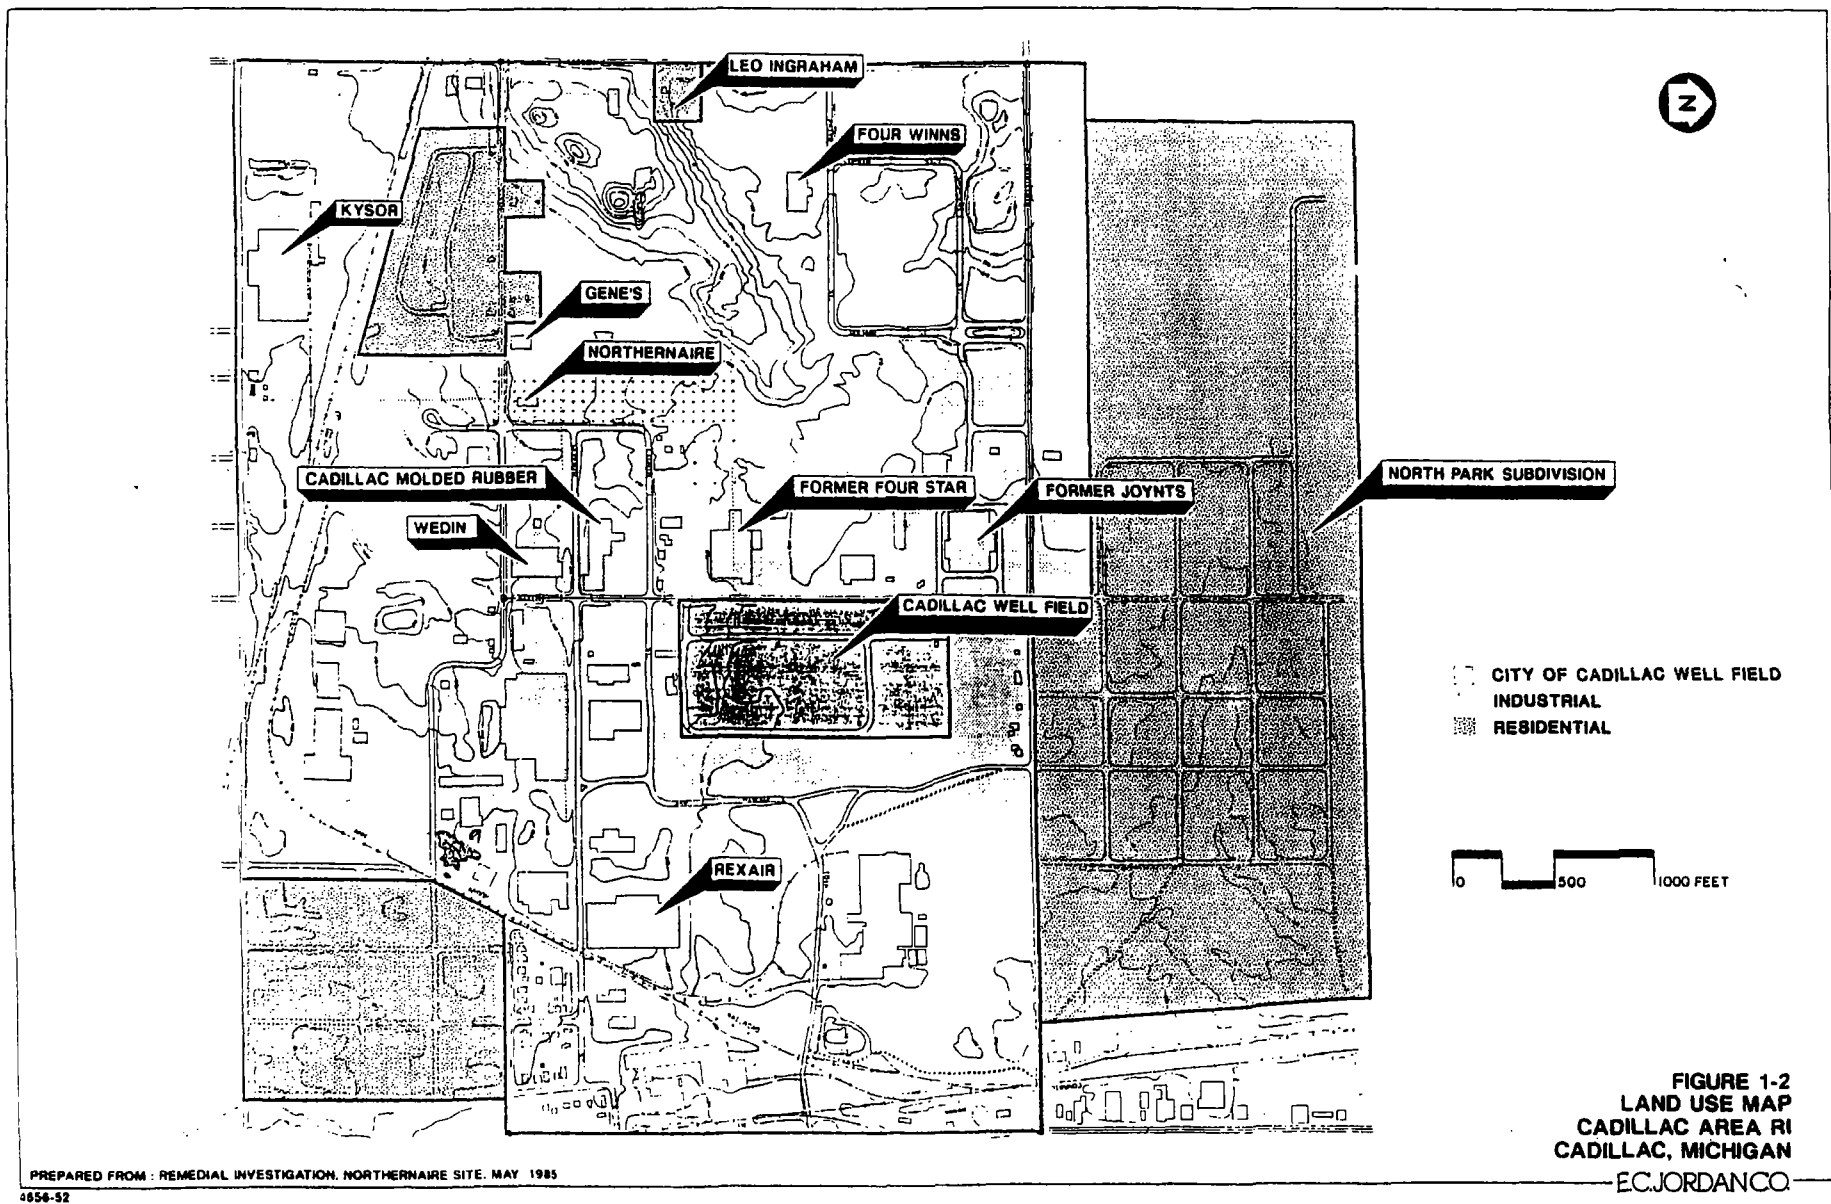 LEO INGRAHAM
N
FOUR WINNS
KYSOR
GENE'S
NORTHERNAIRE
CADILLAC MOLDED RUBBER
FORMER FOUR STAR
FORMER JOYNTS
NORTH PARK SUBDIVISION
WEDIN
CADILLAC WELL FIELD
CITY OF CADILLAC WELL FIELD
INDUSTRIAL
RESIDENTIAL
REXAIR
0 500 1000 FEET
FIGURE 1-2
LAND USE MAP
CADILLAC AREA RI
CADILLAC, MICHIGAN
PREPARED FROM : REMEDIAL INVESTIGATION, NORTHERNAIRE SITE. MAY 1985
E.C.JORDAN CO.
4656-52